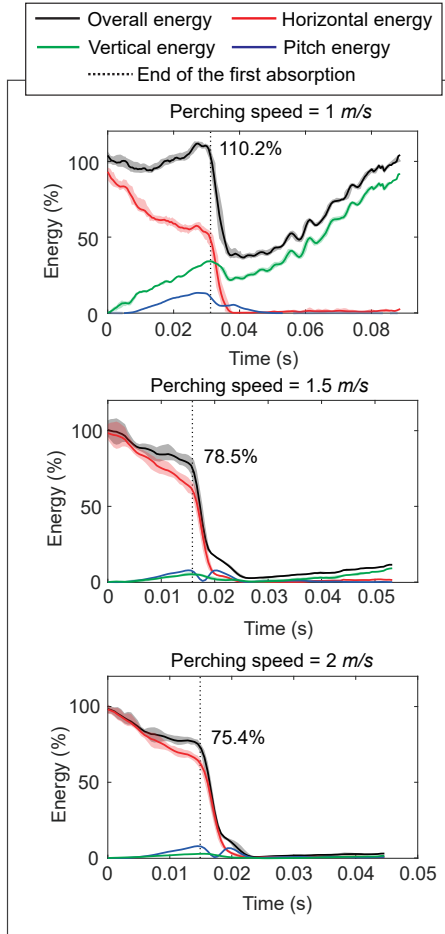 Overall energy Horizontal energy
Vertical energy Pitch energy
End of the first absorption
Perching speed = 1 m/s
110.2%
100
50
0
Energy (%)
0 0.02 0.04 0.06 0.08
Time (s)
Perching speed = 1.5 m/s
78.5%
100
50
0
Energy (%)
0 0.01 0.02 0.03 0.04 0.05
Time (s)
Perching speed = 2 m/s
75.4%
100
50
0
Energy (%)
0 0.01 0.02 0.03 0.04 0.05
Time (s)